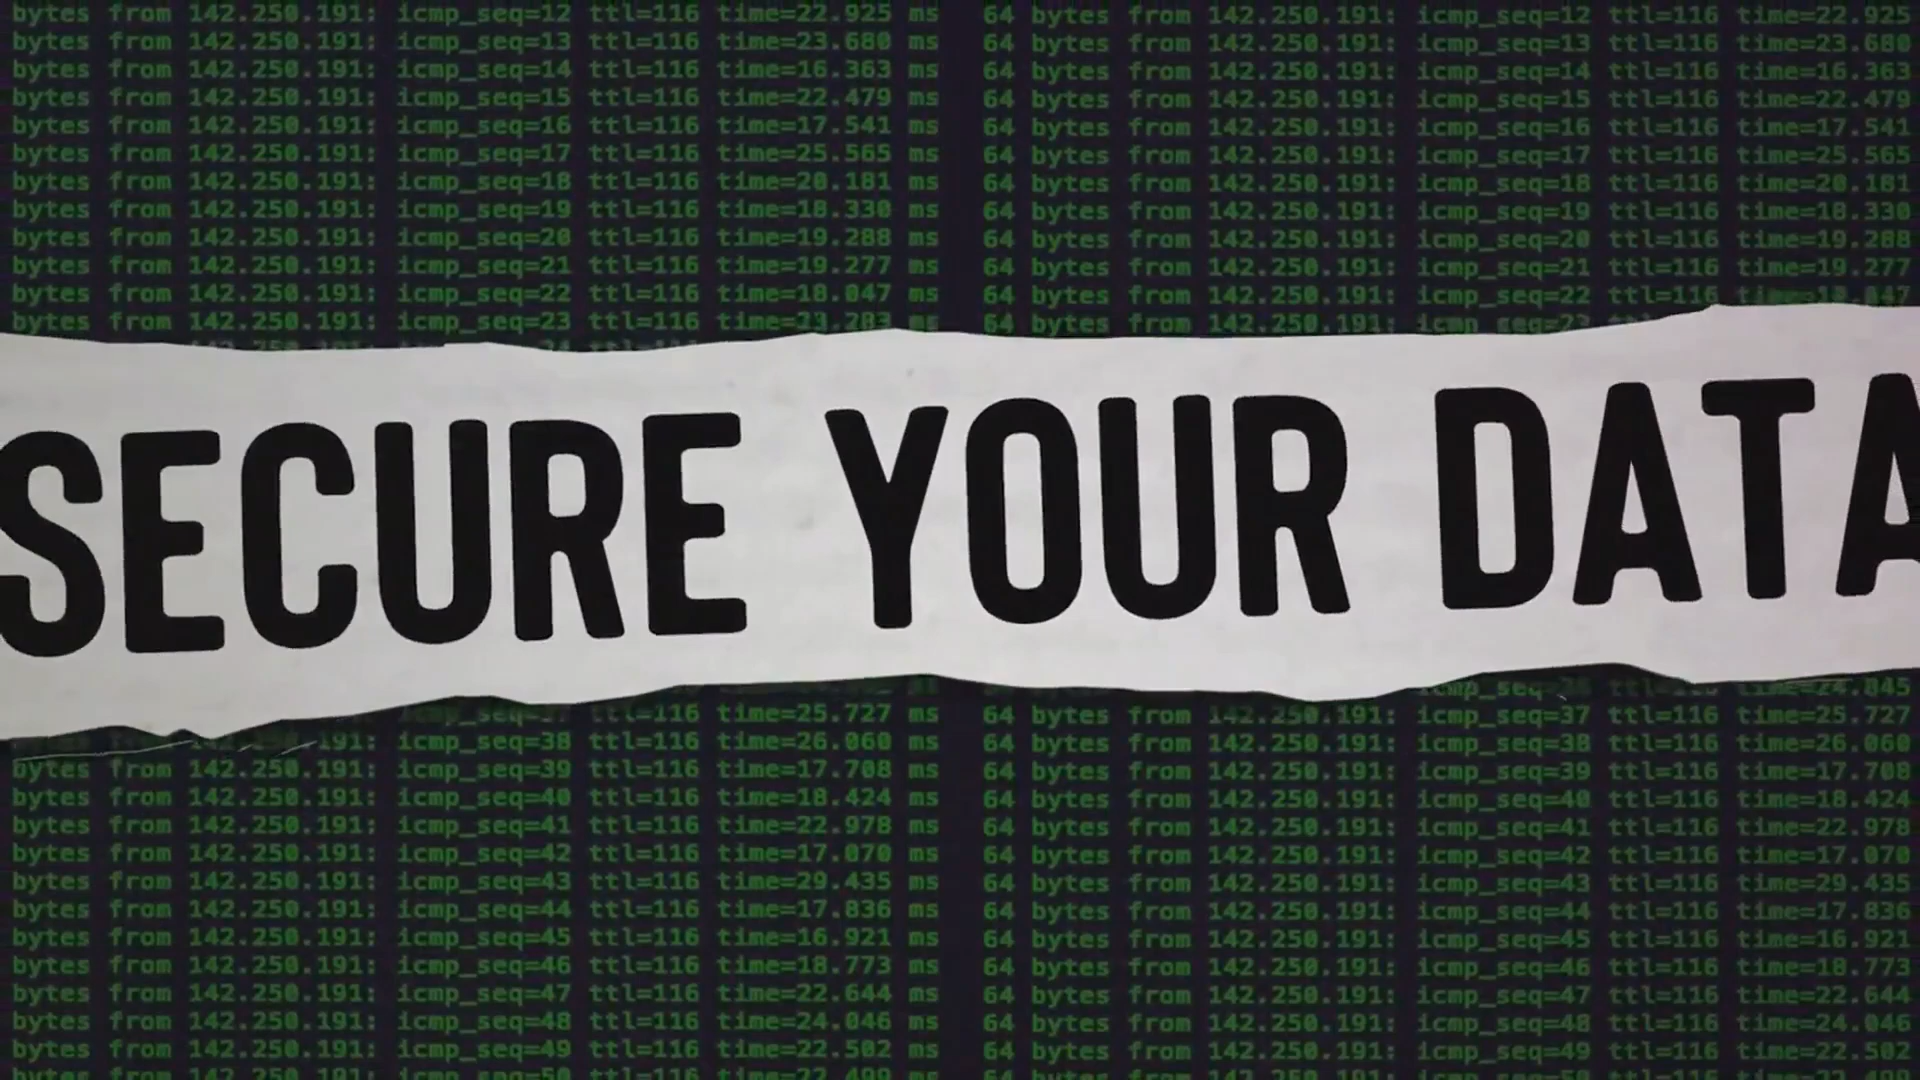 bytes from 142.250.191: icmp_seq=12 ttl=116 time=22.925 ms 64 bytes from 142.250.191: icmp_seq=12 ttl=116 time=22.925
bytes from 142.250.191: icmp_seq=13 ttl=116 time=23.680 ms 64 bytes from 142.250.191: icmp_seq=13 ttl=116 time=23.680
bytes from 142.250.191: icmp_seq=14 ttl=116 time=16.363 ms 64 bytes from 142.250.191: icmp_seq=14 ttl=116 time=16.363
bytes from 142.250.191: icmp_seq=15 ttl=116 time=22.479 ms 64 bytes from 142.250.191: icmp_seq=15 ttl=116 time=22.479
bytes from 142.250.191: icmp_seq=16 ttl=116 time=17.541 ms 64 bytes from 142.250.191: icmp_seq=16 ttl=116 time=17.541
bytes from 142.250.191: icmp_seq=17 ttl=116 time=25.565 ms 64 bytes from 142.250.191: icmp_seq=17 ttl=116 time=25.565
bytes from 142.250.191: icmp_seq=18 ttl=116 time=20.181 ms 64 bytes from 142.250.191: icmp_seq=18 ttl=116 time=20.181
bytes from 142.250.191: icmp_seq=19 ttl=116 time=18.330 ms 64 bytes from 142.250.191: icmp_seq=19 ttl=116 time=18.330
bytes from 142.250.191: icmp_seq=20 ttl=116 time=19.288 ms 64 bytes from 142.250.191: icmp_seq=20 ttl=116 time=19.288
bytes from 142.250.191: icmp_seq=21 ttl=116 time=19.277 ms 64 bytes from 142.250.191: icmp_seq=21 ttl=116 time=19.277
bytes from 142.250.191: icmp_seq=22 ttl=116 time=18.047 ms 64 bytes from 142.250.191: icmp_seq=22 ttl=116 time=18.047
bytes from 142.250.191: icmp_seq=23 ttl=116 time=23.283 ms 64 bytes from 142.250.191: icmp_seq=23
SECURE YOUR DATA
ttl=116 time=25.727 ms 64 bytes from 142.250.191: icmp_seq=37 ttl=116 time=25.727
191: icmp_seq=38 ttl=116 time=26.060 ms 64 bytes from 142.250.191: icmp_seq=38 ttl=116 time=26.060
bytes from 142.250.191: icmp_seq=39 ttl=116 time=17.708 ms 64 bytes from 142.250.191: icmp_seq=39 ttl=116 time=17.708
bytes from 142.250.191: icmp_seq=40 ttl=116 time=18.424 ms 64 bytes from 142.250.191: icmp_seq=40 ttl=116 time=18.424
bytes from 142.250.191: icmp_seq=41 ttl=116 time=22.978 ms 64 bytes from 142.250.191: icmp_seq=41 ttl=116 time=22.978
bytes from 142.250.191: icmp_seq=42 ttl=116 time=17.070 ms 64 bytes from 142.250.191: icmp_seq=42 ttl=116 time=17.070
bytes from 142.250.191: icmp_seq=43 ttl=116 time=29.435 ms 64 bytes from 142.250.191: icmp_seq=43 ttl=116 time=29.435
bytes from 142.250.191: icmp_seq=44 ttl=116 time=17.836 ms 64 bytes from 142.250.191: icmp_seq=44 ttl=116 time=17.836
bytes from 142.250.191: icmp_seq=45 ttl=116 time=16.921 ms 64 bytes from 142.250.191: icmp_seq=45 ttl=116 time=16.921
bytes from 142.250.191: icmp_seq=46 ttl=116 time=18.773 ms 64 bytes from 142.250.191: icmp_seq=46 ttl=116 time=18.773
bytes from 142.250.191: icmp_seq=47 ttl=116 time=22.644 ms 64 bytes from 142.250.191: icmp_seq=47 ttl=116 time=22.644
bytes from 142.250.191: icmp_seq=48 ttl=116 time=24.046 ms 64 bytes from 142.250.191: icmp_seq=48 ttl=116 time=24.046
bytes from 142.250.191: icmp_seq=49 ttl=116 time=22.502 ms 64 bytes from 142.250.191: icmp_seq=49 ttl=116 time=22.502